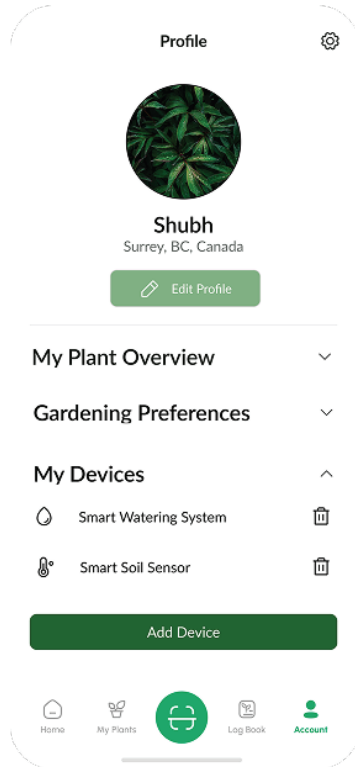 Profile
Shubh
Surrey, BC, Canada
Edit Profile
My Plant Overview
Gardening Preferences
My Devices
Smart Watering System
Smart Soil Sensor
Add Device
Home
My Plants
Log Book
Account